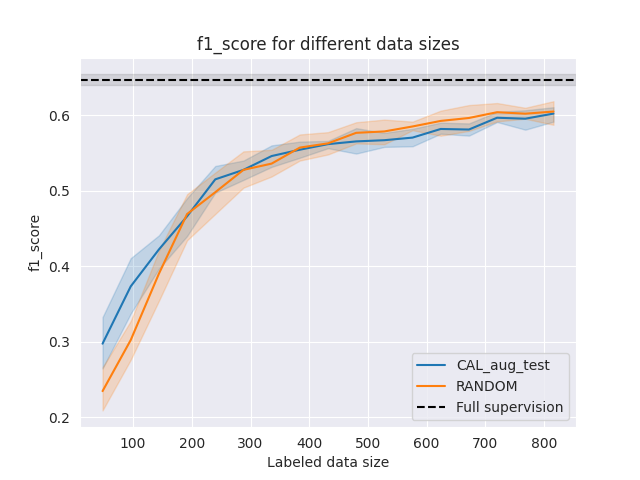 f1_score for different data sizes
f1_score
0.6
0.5
0.4
0.3
0.2
CAL_aug_test
RANDOM
Full supervision
100 200 300 400 500 600 700 800
Labeled data size